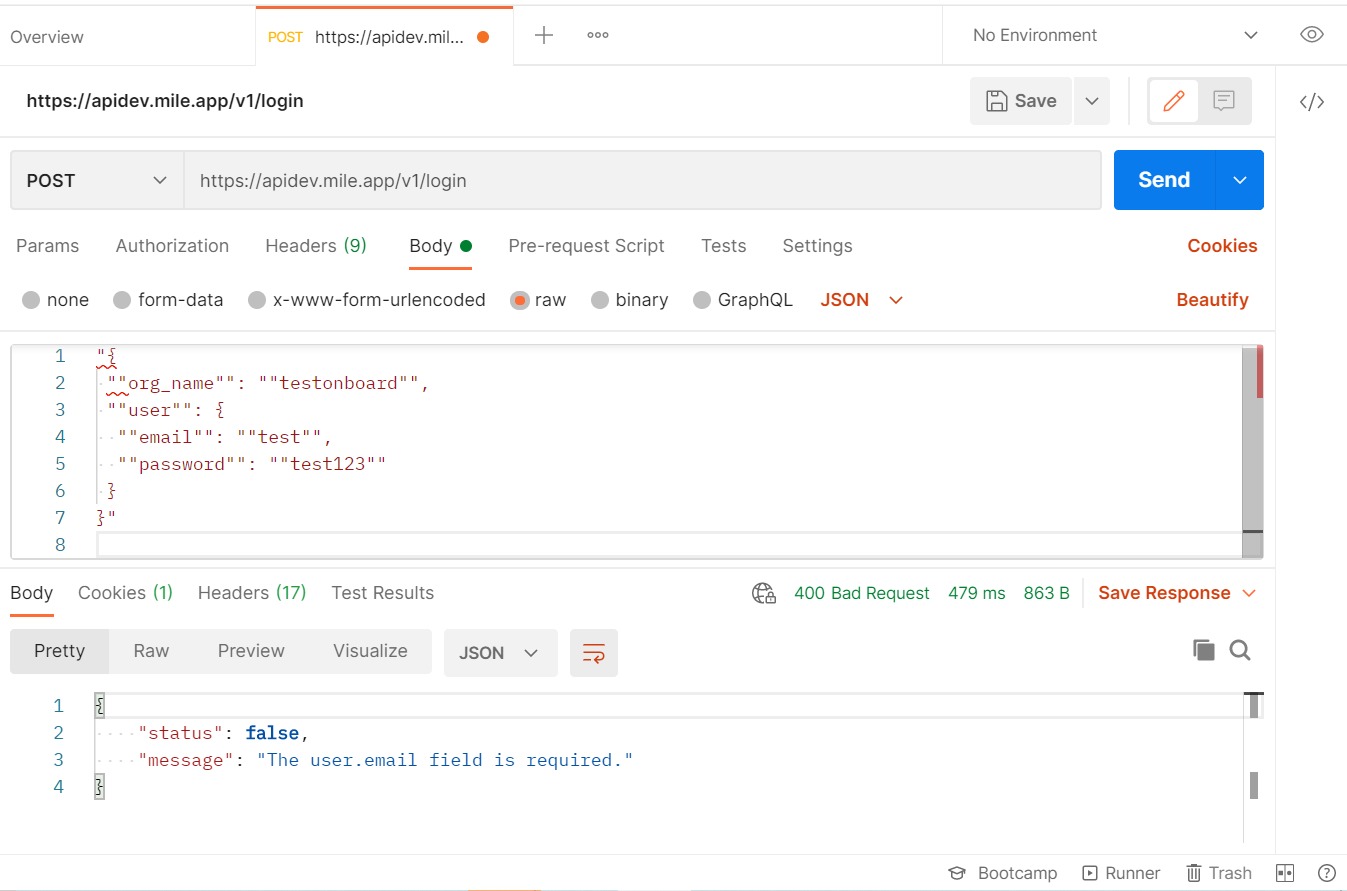 Overview
POST https://apidev.mil...
No Environment
https://apidev.mile.app/v1/login
Save
POST
https://apidev.mile.app/v1/login
Send
Params Authorization Headers (9) Body Pre-request Script Tests Settings Cookies
none form-data x-www-form-urlencoded raw binary GraphQL JSON Beautify
1 "{
2 ""org_name"": ""testonboard"",
3 ""user"": {
4 ""email"": ""test"",
5 ""password"": ""test123""
6 }
7 }"
8
Body Cookies (1) Headers (17) Test Results 400 Bad Request 479 ms 863 B Save Response
Pretty Raw Preview Visualize JSON
1 {
2 "status": false,
3 "message": "The user.email field is required."
4 }
Bootcamp Runner Trash